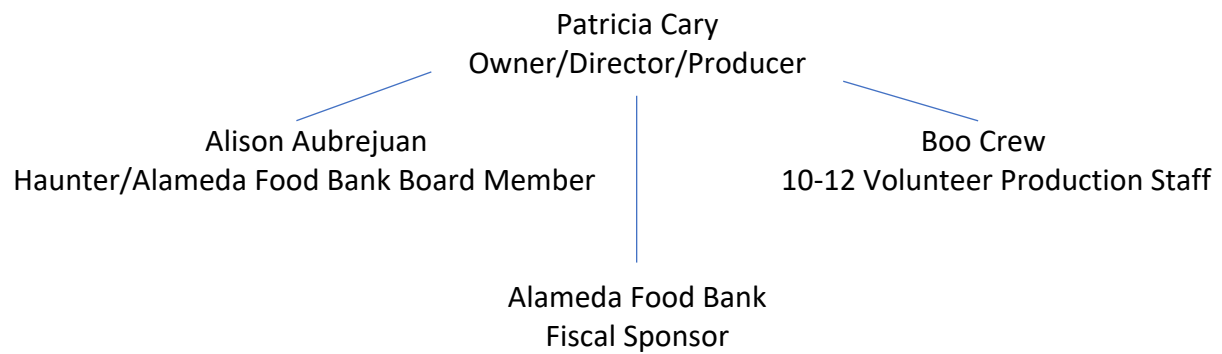 Patricia Cary
Owner/Director/Producer
Alison Aubrejuan
Haunter/Alameda Food Bank Board Member
Boo Crew
10-12 Volunteer Production Staff
Alameda Food Bank
Fiscal Sponsor